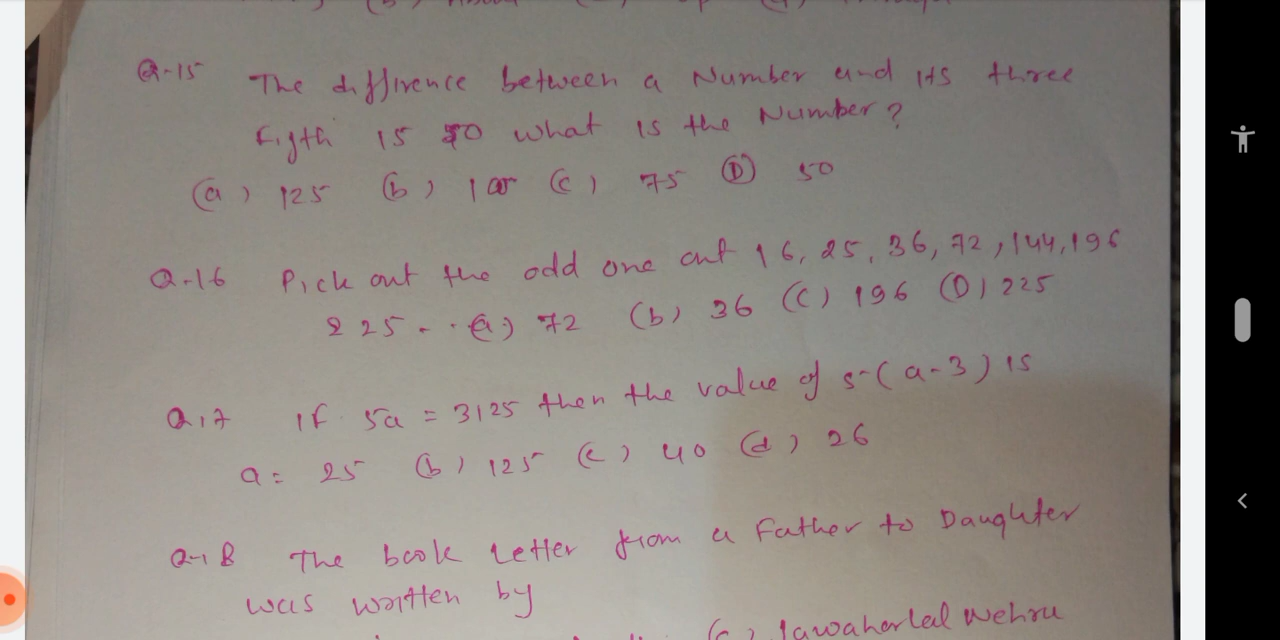 Q-15 The diffirence between a Number and its three
Figth is 50 what is the Number?
(a) 125 (b) 100 (c) 75 (D) 50
Q-16 Pick out the odd one out 16, 25, 36, 72, 144, 196
225 - . (a) 72 (b) 36 (C) 196 (D) 225
Q17 If 5a = 3125 then the value of 5-(a-3) is
a = 25 (b) 125 (c) 40 (d) 26
Q-18 The book Letter from a Father to Daughter
was written by
(c) Jawaharlal Nehru